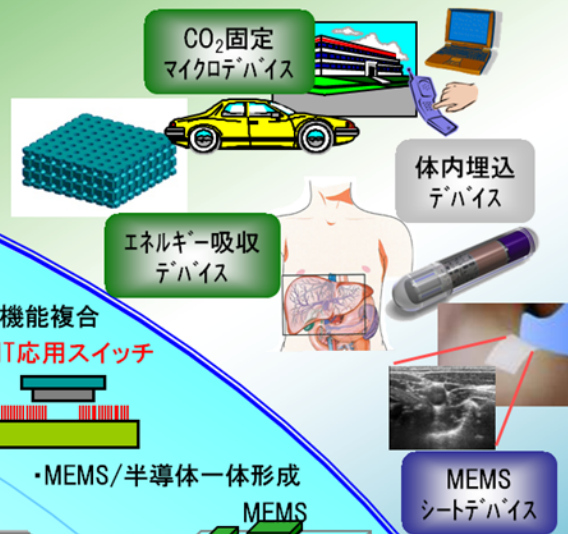 CO₂固定
マイクロデバイス
体内埋込
デバイス
エネルギー吸収
デバイス
機能複合
T応用スイッチ
・MEMS/半導体一体形成
MEMS
MEMS
シートデバイス